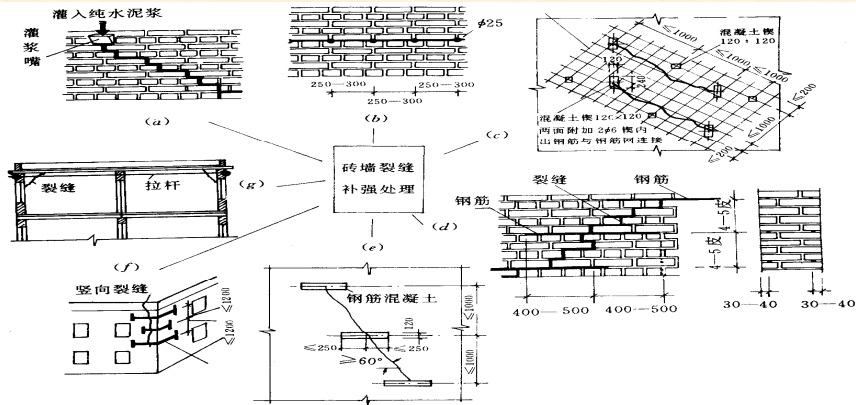 灌入纯水泥浆
灌
浆
嘴
(a)
ϕ25
250—300
250—300
250—300
(b)
(c)
≤1000
混凝土楔
120×120
120
240
≤1000
≤1000
≤200
≤1000
≤200
混凝土楔120×120
两面附加2ϕ6楔内
出钢筋与钢筋网连接
砖墙裂缝
补强处理
裂缝
拉杆
(g)
(d)
(e)
(f)
钢筋
裂缝
钢筋
4—5皮
4—5皮
400—500
400—500
30—40
30—40
竖向裂缝
≤1200
≤1200
钢筋混凝土
≤1000
120
≤250
≤250
≥60°
≤1000